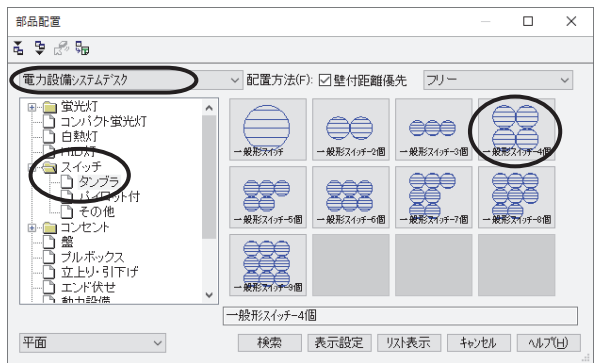 部品配置
電力設備システムデスク
配置方法(F):
壁付距離優先
フリー
蛍光灯
コンパクト蛍光灯
白熱灯
HID灯
スイッチ
タンブラ
パイロット付
その他
コンセント
盤
プルボックス
立上り・引下げ
エンド伏せ
動力設備
一般形スイッチ
一般形スイッチ-2個
一般形スイッチ-3個
一般形スイッチ-4個
一般形スイッチ-5個
一般形スイッチ-6個
一般形スイッチ-7個
一般形スイッチ-8個
一般形スイッチ-9個
一般形スイッチ-4個
平面
検索
表示設定
リスト表示
キャンセル
ヘルプ(H)